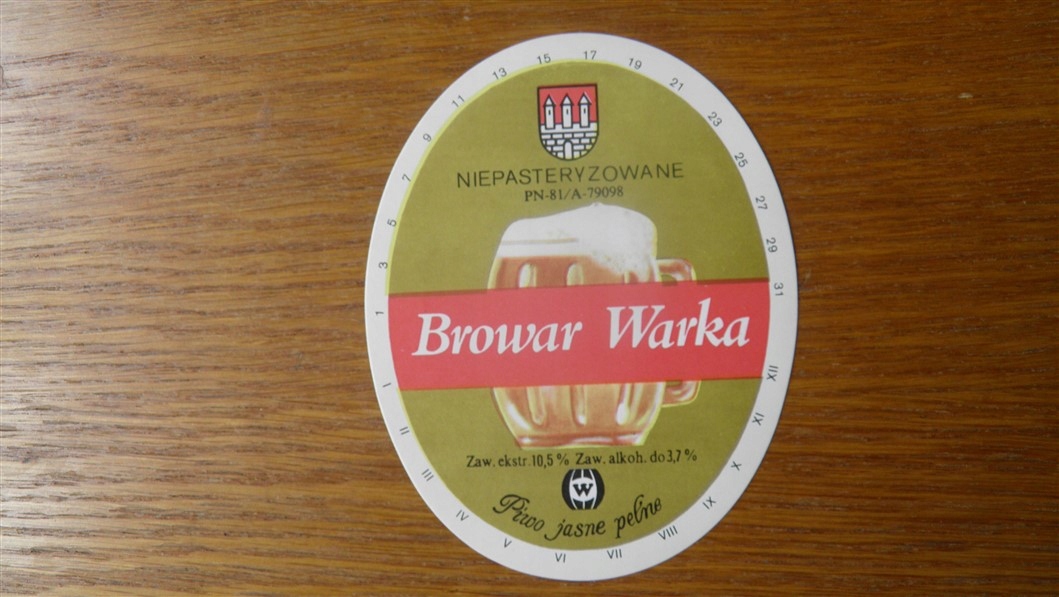 1 3 5 7 9 11 13 15 17 19 21 23 25 27 29 31
NIEPASTERYZOWANE
PN-81/A-79098
Browar Warka
Zaw. ekstr. 10,5 % Zaw. alkoh. do 3,7 %
W
Piwo jasne pełne
I II III IV V VI VII VIII IX X XI XII